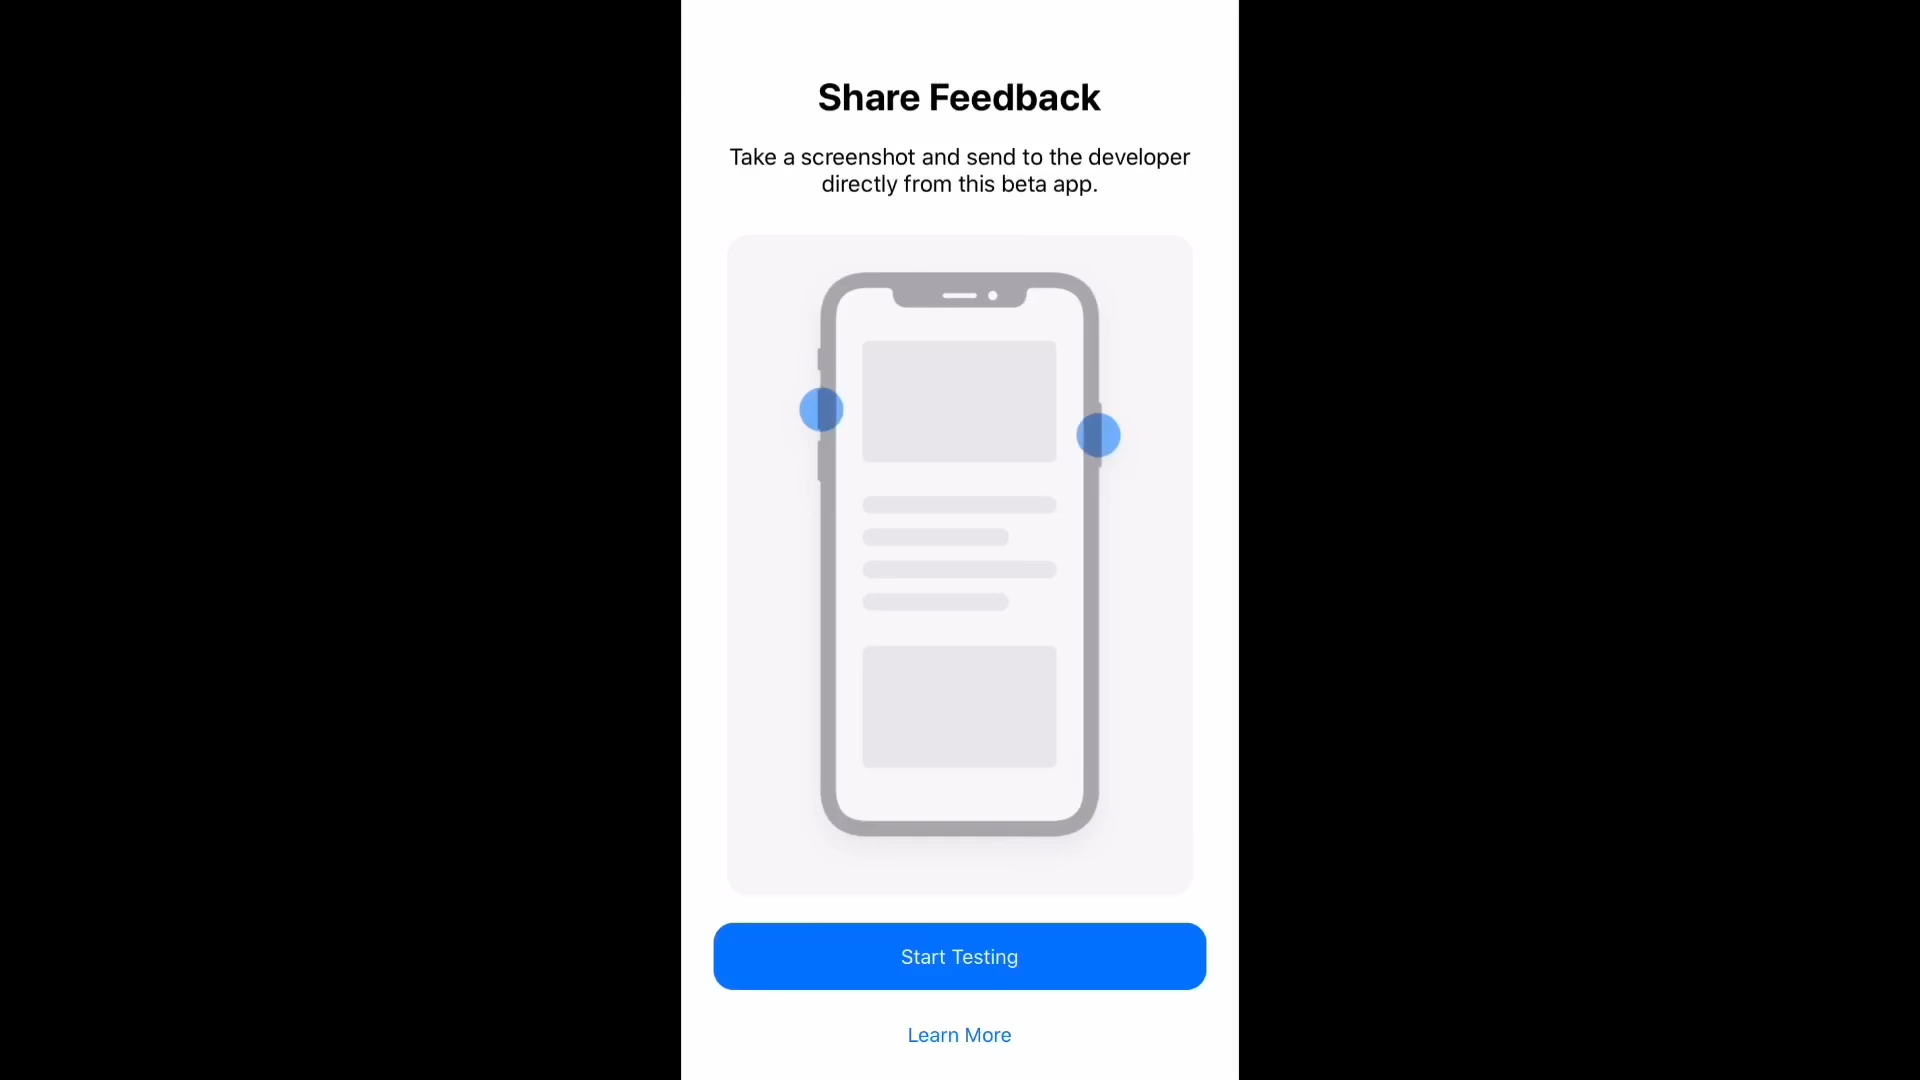 Share Feedback
Take a screenshot and send to the developer
directly from this beta app.
Start Testing
Learn More